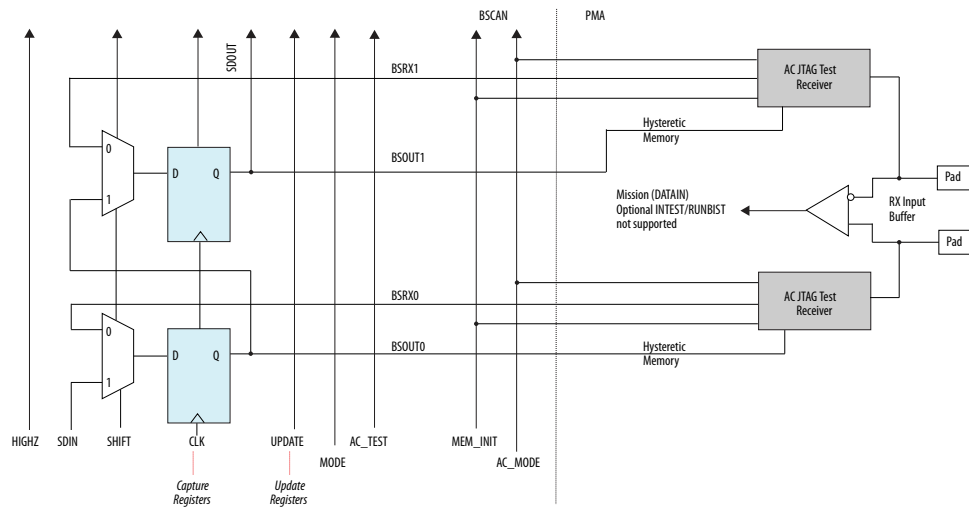 BSCAN
PMA
SDOUT
BSRX1
AC JTAG Test
Receiver
Hysteretic
Memory
0
1
D
Q
BSOUT1
Pad
Mission (DATAIN)
Optional INTEST/RUNBIST
not supported
RX Input
Buffer
Pad
BSRX0
AC JTAG Test
Receiver
0
1
D
Q
BSOUT0
Hysteretic
Memory
HIGHZ
SDIN
SHIFT
CLK
UPDATE
MODE
AC_TEST
MEM_INIT
AC_MODE
Capture
Registers
Update
Registers